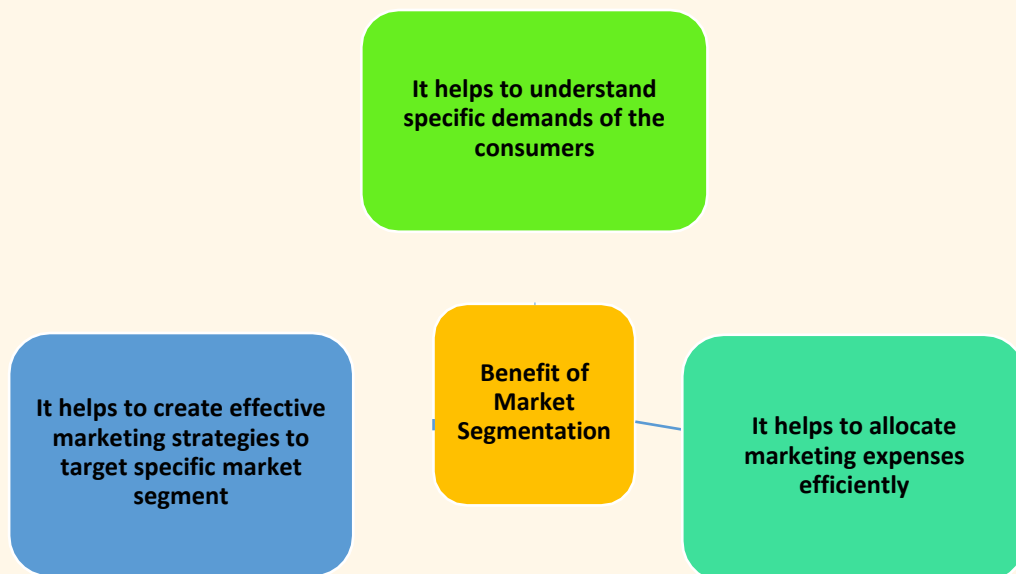 It helps to understand
specific demands of the
consumers
Benefit of
Market
Segmentation
It helps to create effective
marketing strategies to
target specific market
segment
It helps to allocate
marketing expenses
efficiently